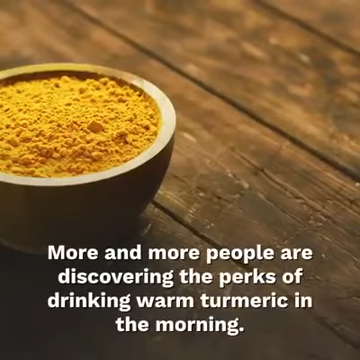 More and more people are
discovering the perks of
drinking warm turmeric in
the morning.